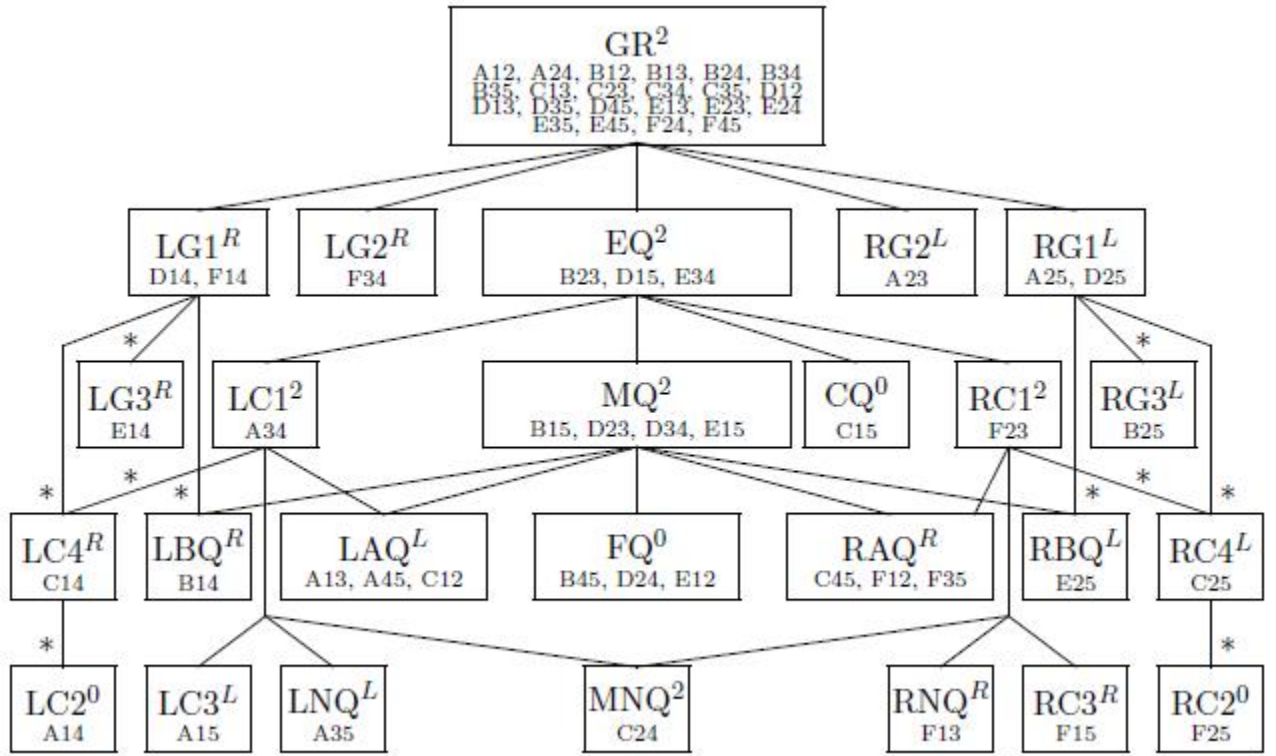 GR²
A12, A24, B12, B13, B24, B34
B35, C13, C23, C34, C35, D12
D13, D35, D45, E13, E23, E24
E35, E45, F24, F45
LG1ᴿ
D14, F14
LG2ᴿ
F34
EQ²
B23, D15, E34
RG2ᴸ
A23
RG1ᴸ
A25, D25
*
*
LG3ᴿ
E14
LC1²
A34
MQ²
B15, D23, D34, E15
CQ⁰
C15
RC1²
F23
RG3ᴸ
B25
*
*
*
*
*
*
LC4ᴿ
C14
LBQᴿ
B14
LAQᴸ
A13, A45, C12
FQ⁰
B45, D24, E12
RAQᴿ
C45, F12, F35
RBQᴸ
E25
RC4ᴸ
C25
*
*
LC2⁰
A14
LC3ᴸ
A15
LNQᴸ
A35
MNQ²
C24
RNQᴿ
F13
RC3ᴿ
F15
RC2⁰
F25